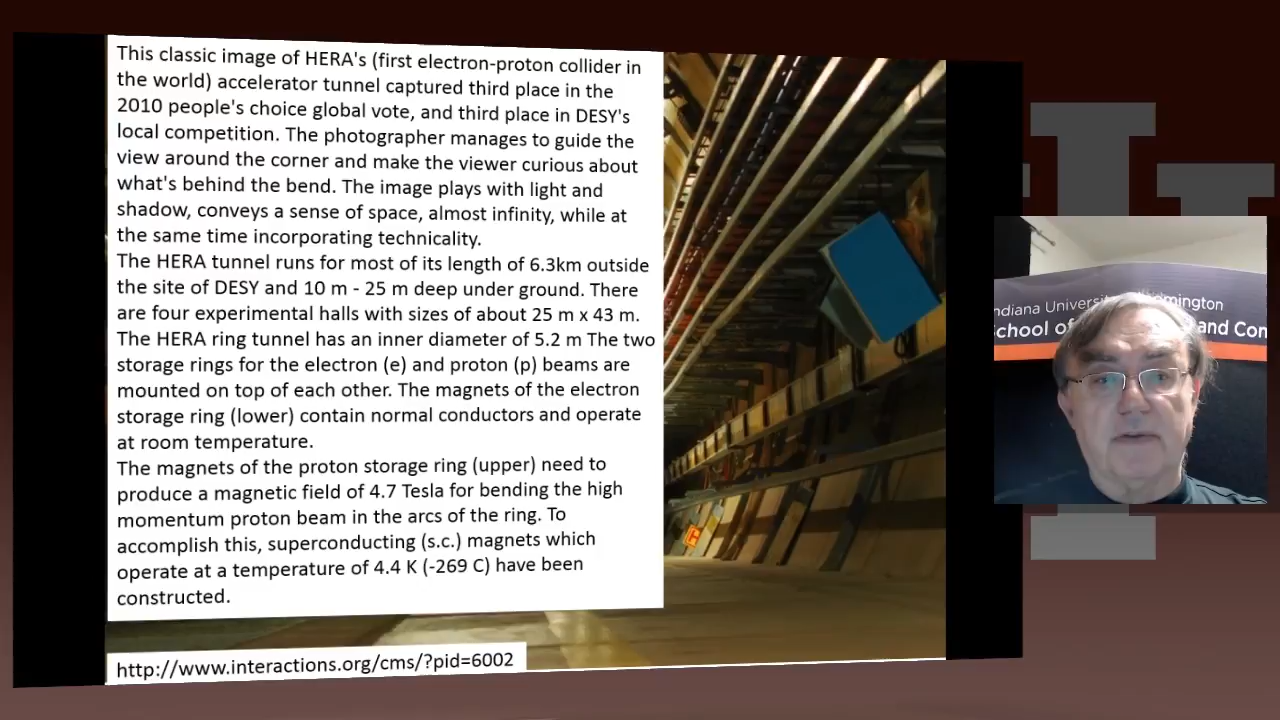 This classic image of HERA's (first electron-proton collider in
the world) accelerator tunnel captured third place in the
2010 people's choice global vote, and third place in DESY's
local competition. The photographer manages to guide the
view around the corner and make the viewer curious about
what's behind the bend. The image plays with light and
shadow, conveys a sense of space, almost infinity, while at
the same time incorporating technicality.
The HERA tunnel runs for most of its length of 6.3km outside
the site of DESY and 10 m - 25 m deep under ground. There
are four experimental halls with sizes of about 25 m x 43 m.
The HERA ring tunnel has an inner diameter of 5.2 m The two
storage rings for the electron (e) and proton (p) beams are
mounted on top of each other. The magnets of the electron
storage ring (lower) contain normal conductors and operate
at room temperature.
The magnets of the proton storage ring (upper) need to
produce a magnetic field of 4.7 Tesla for bending the high
momentum proton beam in the arcs of the ring. To
accomplish this, superconducting (s.c.) magnets which
operate at a temperature of 4.4 K (-269 C) have been
constructed.
http://www.interactions.org/cms/?pid=6002
ndiana University
chool of and Con